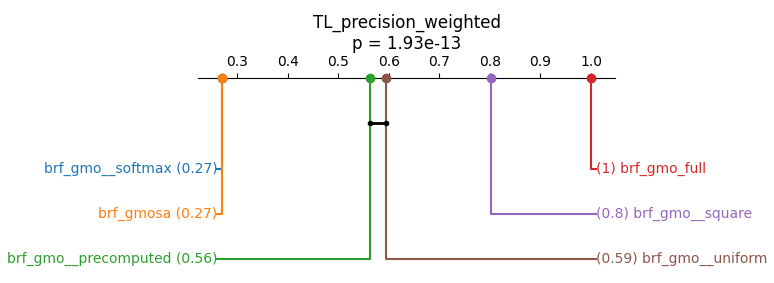 TL_precision_weighted
p = 1.93e-13
0.3 0.4 0.5 0.6 0.7 0.8 0.9 1.0
brf_gmo__softmax (0.27) (1) brf_gmo_full
brf_gmosa (0.27) (0.8) brf_gmo__square
brf_gmo__precomputed (0.56) (0.59) brf_gmo__uniform